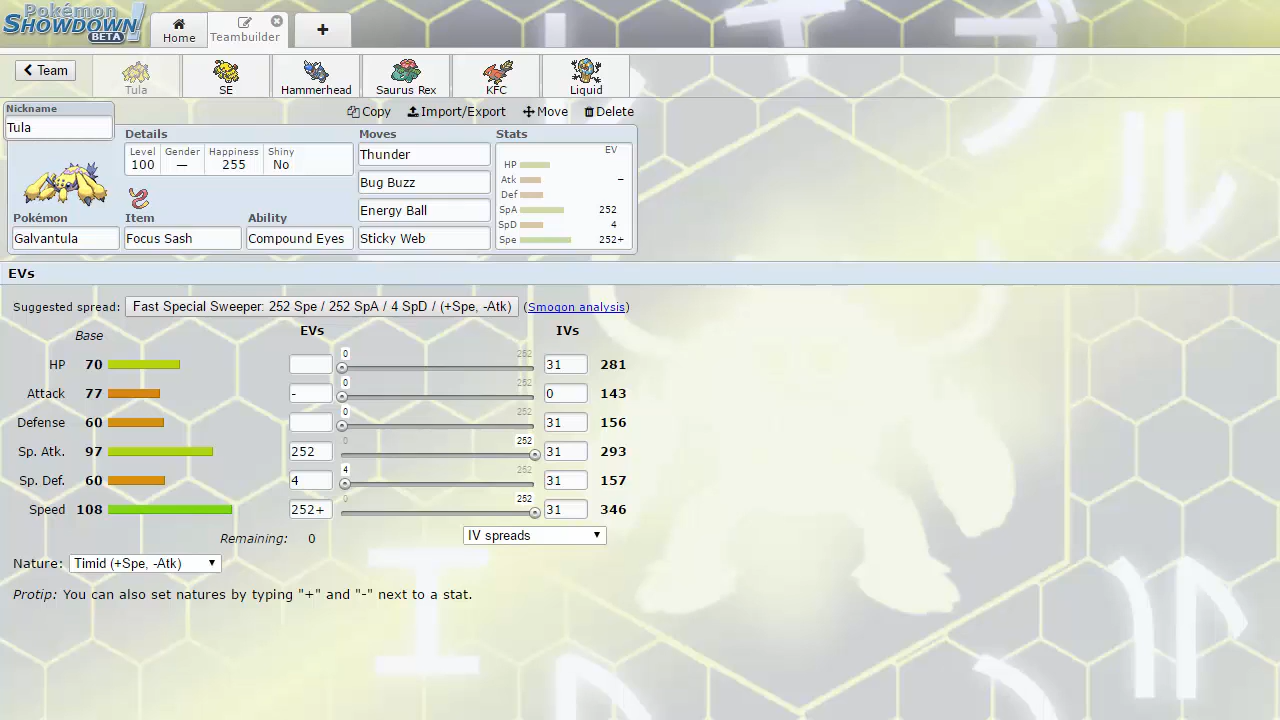 Pokémon
SHOWDOWN!
BETA
Home
Teambuilder
+
Team
Tula
SE
Hammerhead
Saurus Rex
KFC
Liquid
Nickname
Tula
Copy Import/Export Move Delete
Details
Level Gender Happiness Shiny
100 — 255 No
Pokémon
Galvantula
Item
Focus Sash
Ability
Compound Eyes
Moves
Thunder
Bug Buzz
Energy Ball
Sticky Web
Stats
EV
HP
Atk –
Def
SpA 252
SpD 4
Spe 252+
EVs
Suggested spread: Fast Special Sweeper: 252 Spe / 252 SpA / 4 SpD / (+Spe, -Atk) (Smogon analysis)
Base EVs IVs
HP 70 0 252 31 281
Attack 77 - 0 252 0 143
Defense 60 0 252 31 156
Sp. Atk. 97 252 0 252 31 293
Sp. Def. 60 4 4 252 31 157
Speed 108 252+ 0 252 31 346
Remaining: 0 IV spreads
Nature: Timid (+Spe, -Atk)
Protip: You can also set natures by typing "+" and "-" next to a stat.